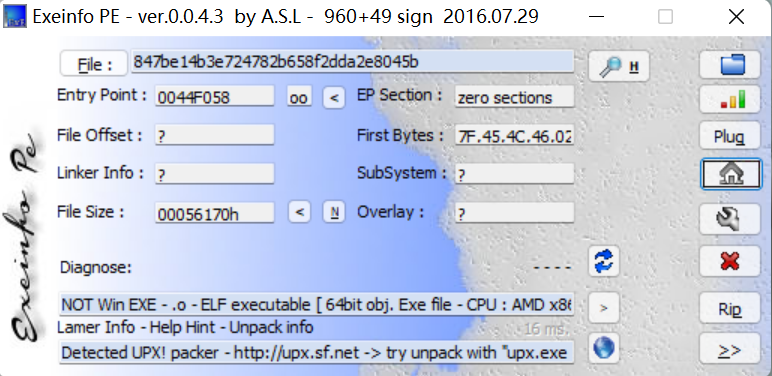 Exeinfo PE - ver.0.0.4.3 by A.S.L - 960+49 sign 2016.07.29
File : 847be14b3e724782b658f2dda2e8045b H
Entry Point : 0044F058 oo < EP Section : zero sections
File Offset : ? First Bytes : 7F.45.4C.46.02 Plug
Linker Info : ? SubSystem : ?
File Size : 00056170h < N Overlay : ?
Exeinfo Pe
Diagnose: ----
NOT Win EXE - .o - ELF executable [ 64bit obj. Exe file - CPU : AMD x86 > Rip
Lamer Info - Help Hint - Unpack info 16 ms.
Detected UPX! packer - http://upx.sf.net -> try unpack with "upx.exe >>